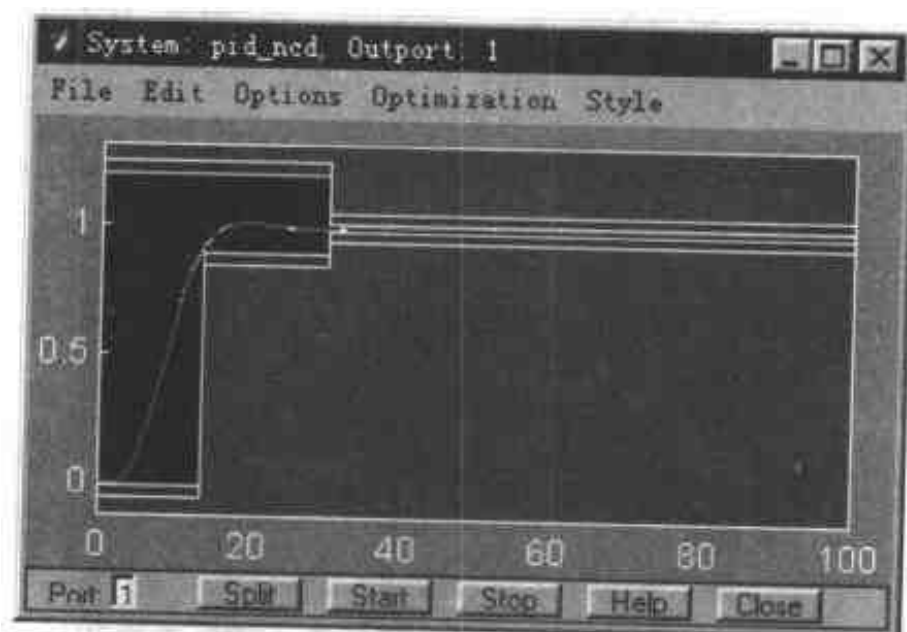 System: pid_ncd, Outport: 1
File Edit Options Optimization Style
1
0.5
0
0 20 40 60 80 100
Port: 1 Split Start Stop Help Close